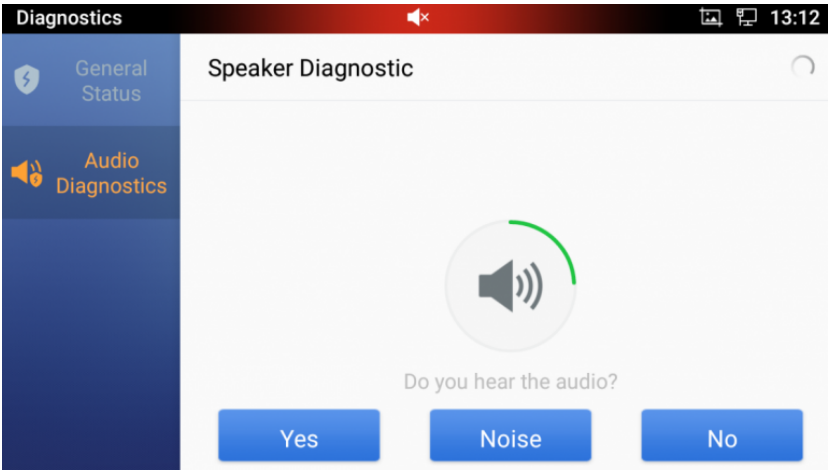 Diagnostics
13:12
General
Status
Audio
Diagnostics
Speaker Diagnostic
Do you hear the audio?
Yes
Noise
No